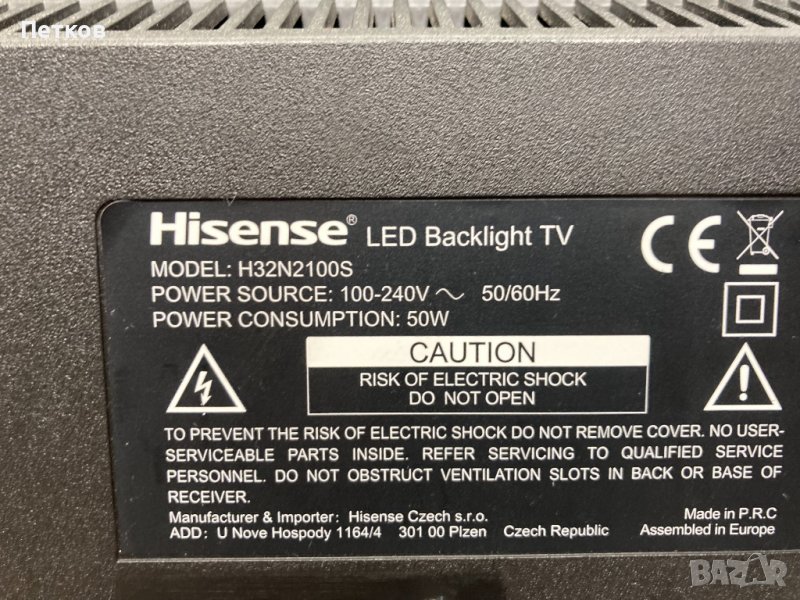 Петков
Hisense® LED Backlight TV
MODEL: H32N2100S
POWER SOURCE: 100-240V ~ 50/60Hz
POWER CONSUMPTION: 50W
CE
CAUTION
RISK OF ELECTRIC SHOCK
DO NOT OPEN
TO PREVENT THE RISK OF ELECTRIC SHOCK DO NOT REMOVE COVER. NO USER-
SERVICEABLE PARTS INSIDE. REFER SERVICING TO QUALIFIED SERVICE
PERSONNEL. DO NOT OBSTRUCT VENTILATION SLOTS IN BACK OR BASE OF
RECEIVER.
Manufacturer & Importer: Hisense Czech s.r.o. Made in P.R.C
ADD: U Nove Hospody 1164/4 301 00 Plzen Czech Republic Assembled in Europe
BAZAR